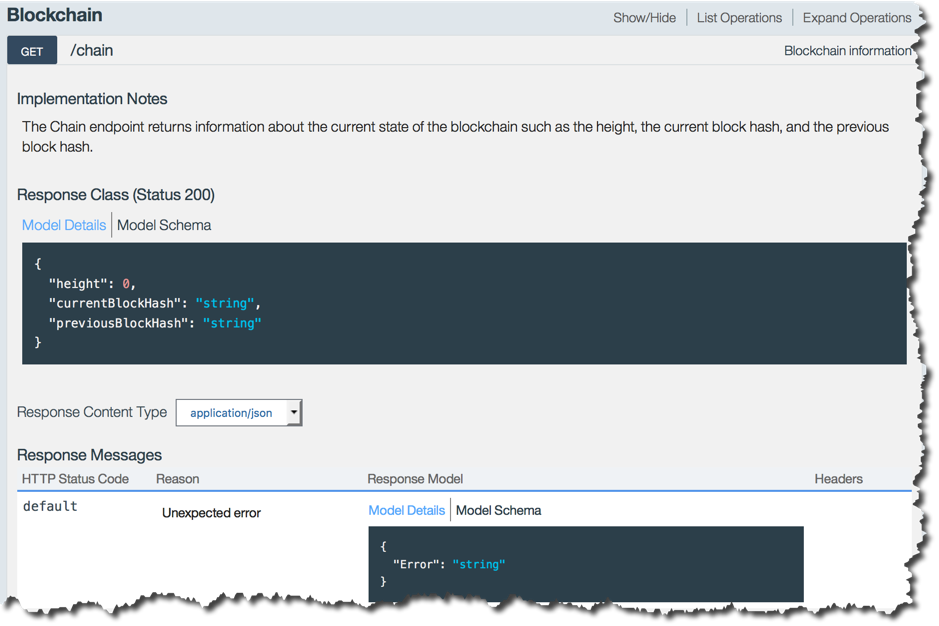 Blockchain
Show/Hide
List Operations
Expand Operations
GET
/chain
Blockchain information
Implementation Notes
The Chain endpoint returns information about the current state of the blockchain such as the height, the current block hash, and the previous
block hash.
Response Class (Status 200)
Model Details
Model Schema
{
"height": 0,
"currentBlockHash": "string",
"previousBlockHash": "string"
}
Response Content Type
application/json
Response Messages
HTTP Status Code
Reason
Response Model
Headers
default
Unexpected error
Model Details
Model Schema
{
"Error": "string"
}